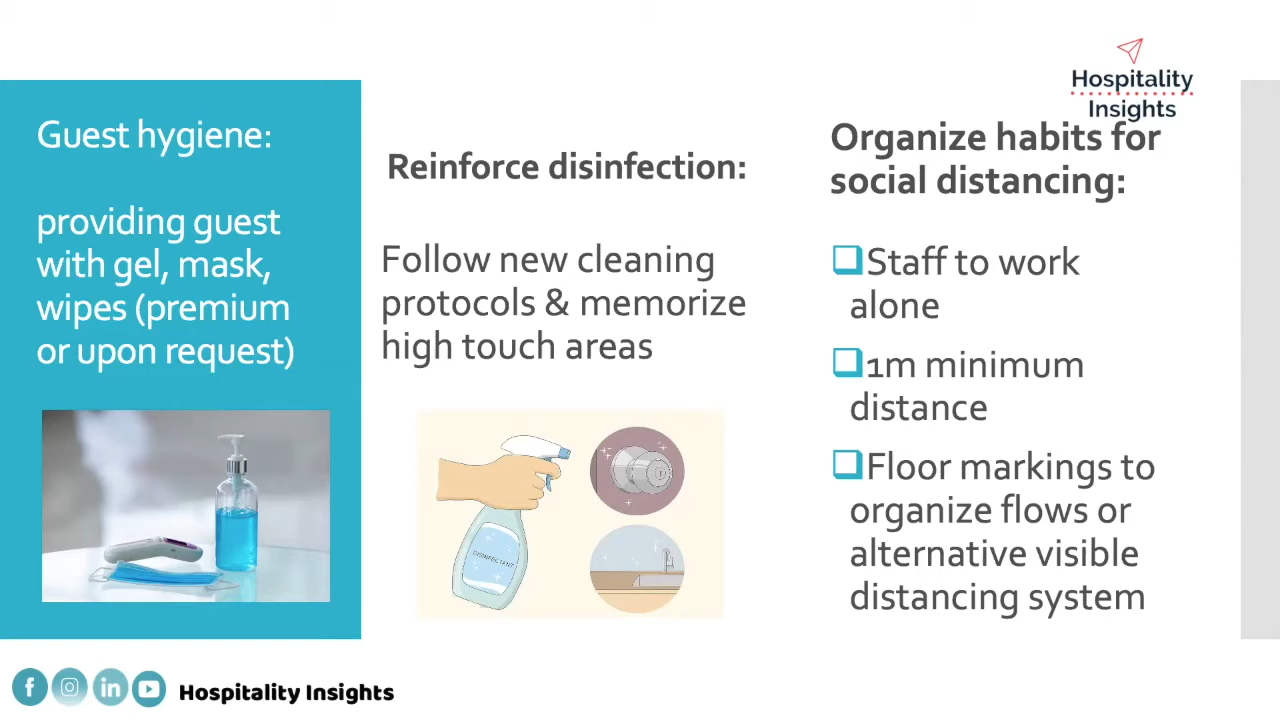 Hospitality
Insights
Guest hygiene:
providing guest
with gel, mask,
wipes (premium
or upon request)
Reinforce disinfection:
Follow new cleaning
protocols & memorize
high touch areas
DISINFECTANT
Organize habits for
social distancing:
Staff to work
alone
1m minimum
distance
Floor markings to
organize flows or
alternative visible
distancing system
Hospitality Insights